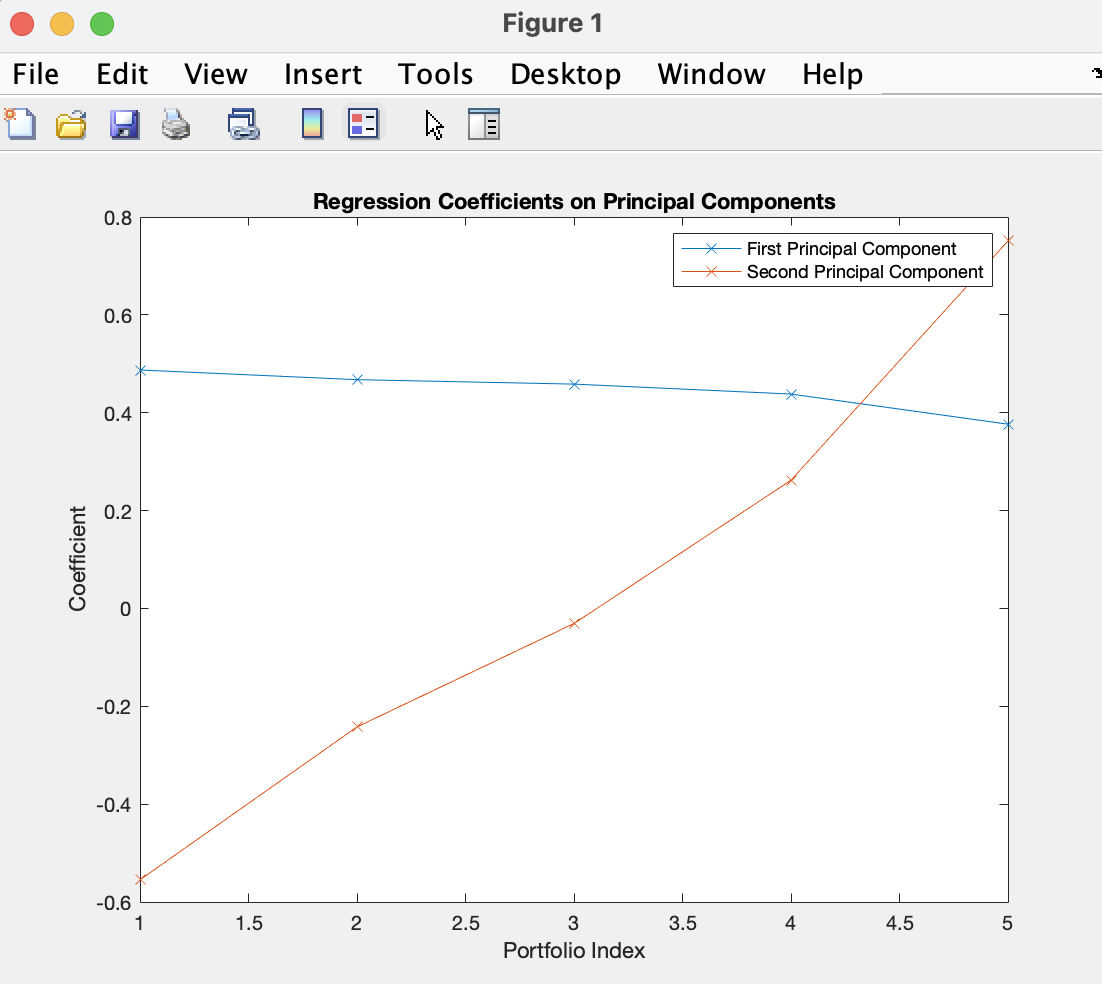 Figure 1
File Edit View Insert Tools Desktop Window Help
Regression Coefficients on Principal Components
First Principal Component
Second Principal Component
0.8
0.6
0.4
0.2
0
-0.2
-0.4
-0.6
Coefficient
1 1.5 2 2.5 3 3.5 4 4.5 5
Portfolio Index